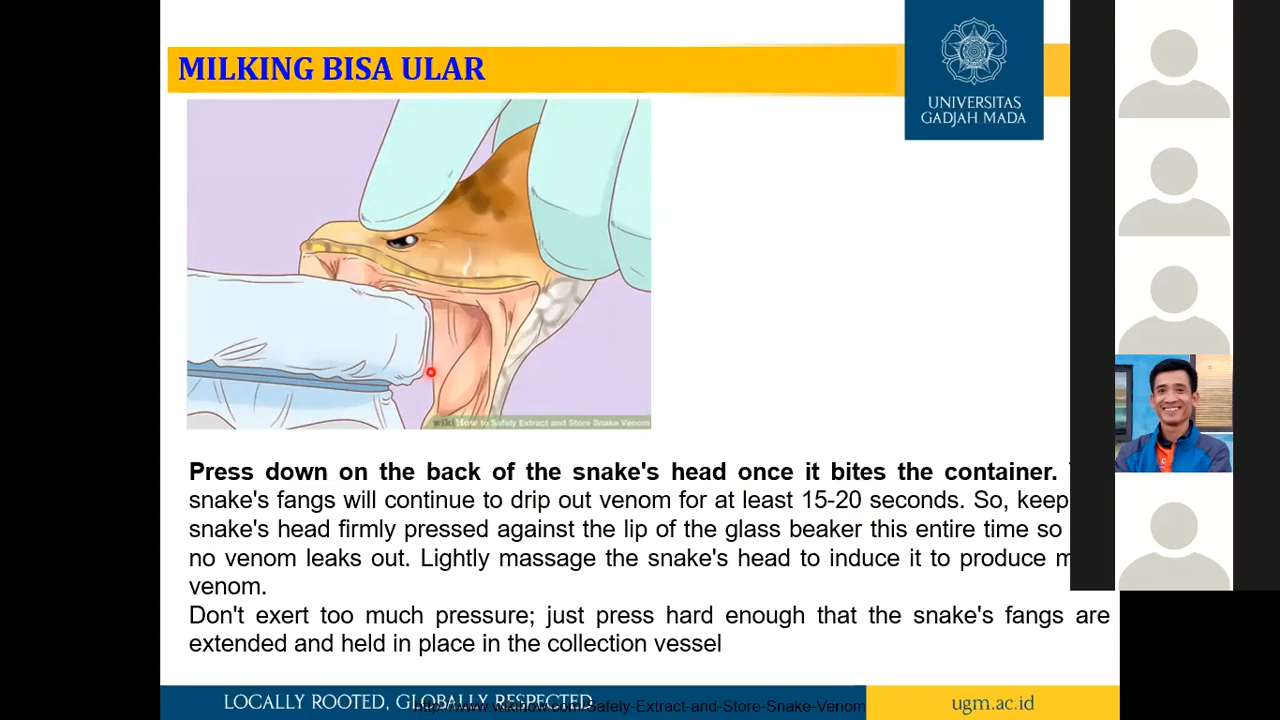 MILKING BISA ULAR
UNIVERSITAS
GADJAH MADA
wikiHow to Safely Extract and Store Snake Venom
Press down on the back of the snake's head once it bites the container.
snake's fangs will continue to drip out venom for at least 15-20 seconds. So, keep
snake's head firmly pressed against the lip of the glass beaker this entire time so
no venom leaks out. Lightly massage the snake's head to induce it to produce
venom.
Don't exert too much pressure; just press hard enough that the snake's fangs are
extended and held in place in the collection vessel
LOCALLY ROOTED, GLOBALLY RESPECTED
http://www.wikihow.com/Safely-Extract-and-Store-Snake-Venom
ugm.ac.id